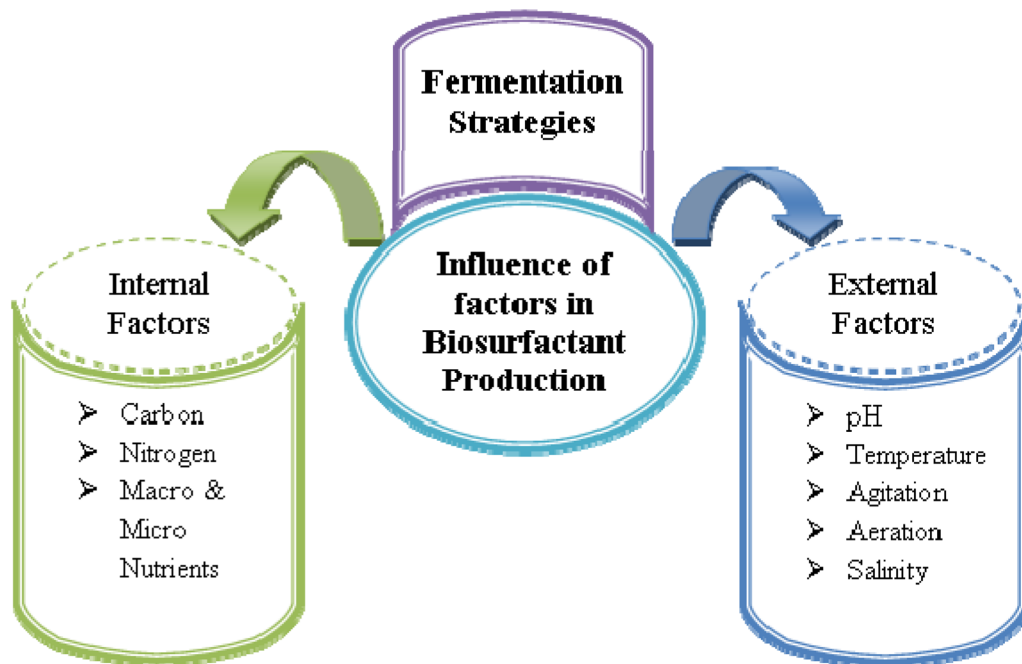 Fermentation
Strategies
Influence of
factors in
Biosurfactant
Production
Internal
Factors
➢ Carbon
➢ Nitrogen
➢ Macro &
Micro
Nutrients
External
Factors
➢ pH
➢ Temperature
➢ Agitation
➢ Aeration
➢ Salinity